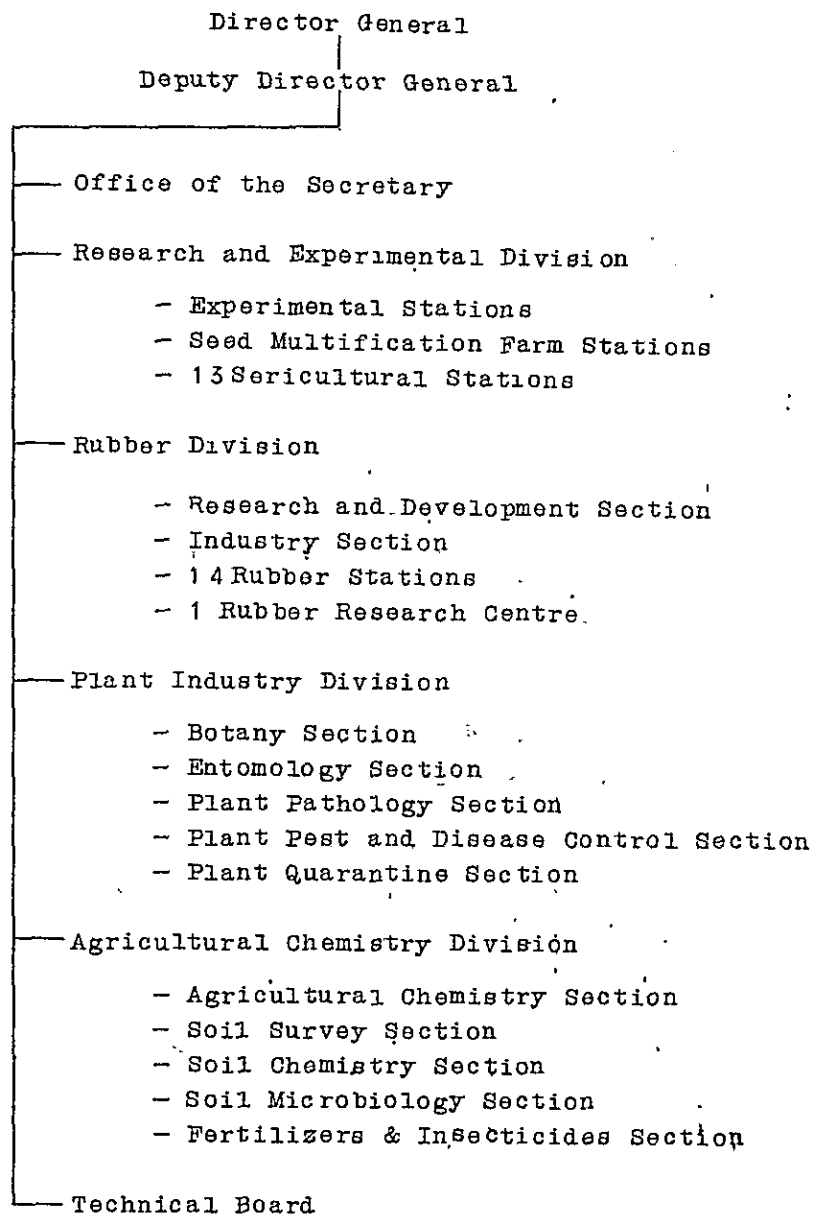 Director General
Deputy Director General
Office of the Secretary
Research and Experimental Division
- Experimental Stations
- Seed Multification Farm Stations
- 13 Sericultural Stations
Rubber Division
- Research and Development Section
- Industry Section
- 14 Rubber Stations
- 1 Rubber Research Centre
Plant Industry Division
- Botany Section
- Entomology Section
- Plant Pathology Section
- Plant Pest and Disease Control Section
- Plant Quarantine Section
Agricultural Chemistry Division
- Agricultural Chemistry Section
- Soil Survey Section
- Soil Chemistry Section
- Soil Microbiology Section
- Fertilizers & Insecticides Section
Technical Board